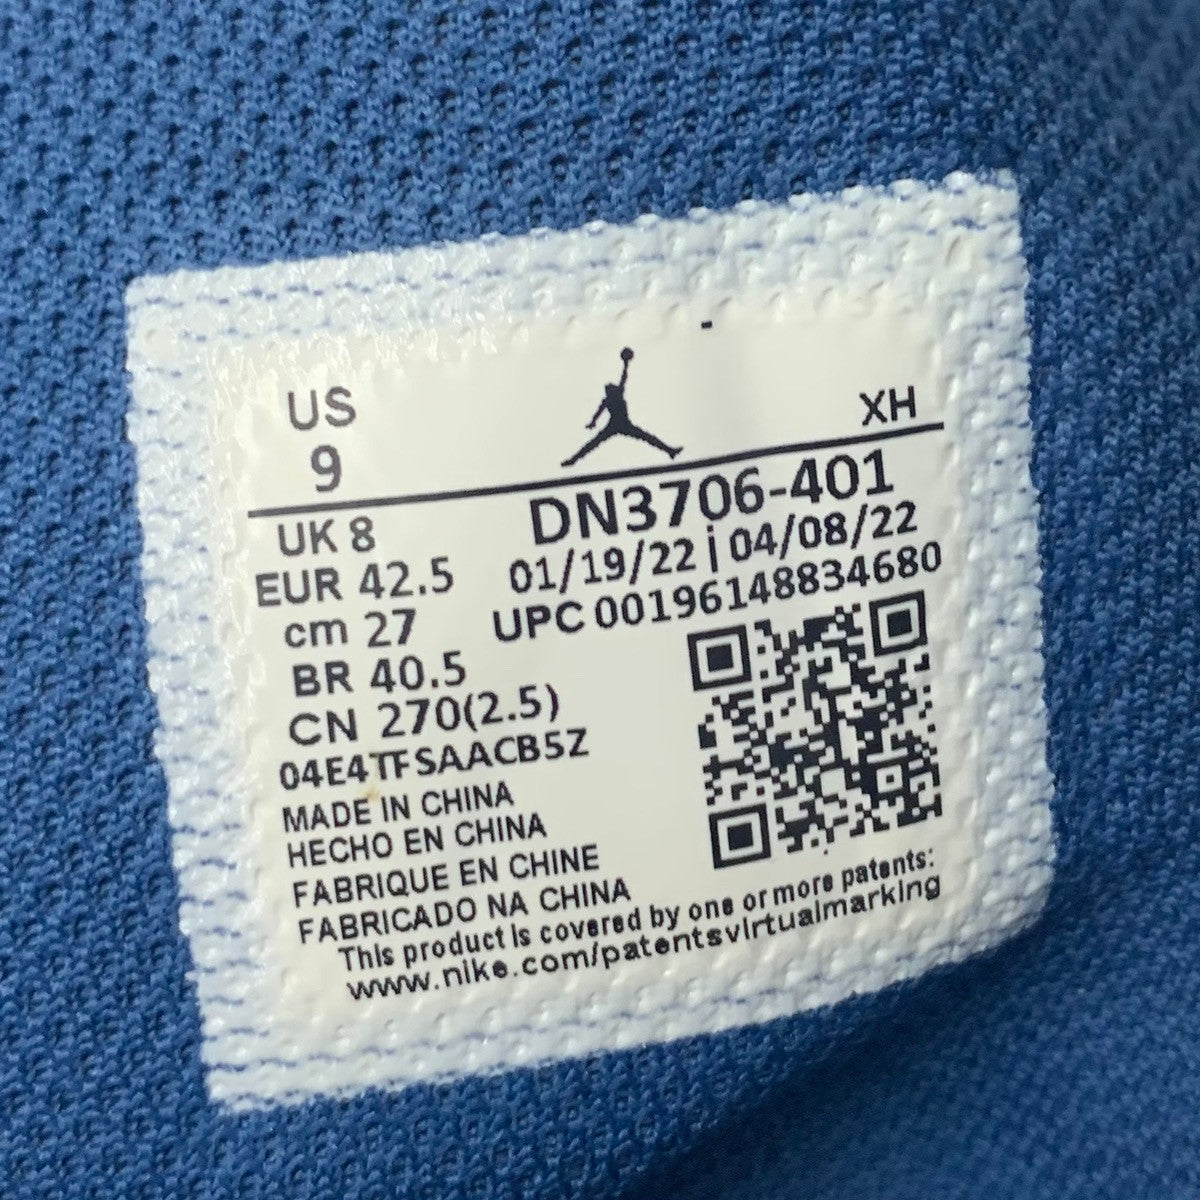 US
9
XH
DN3706-401
UK 8
01/19/22 | 04/08/22
EUR 42.5
UPC 00196148834680
cm 27
BR 40.5
CN 270(2.5)
04E4TFSAACB5Z
MADE IN CHINA
HECHO EN CHINA
FABRIQUE EN CHINE
FABRICADO NA CHINA
This product is covered by one or more patents:
www.nike.com/patentsvirtualmarking